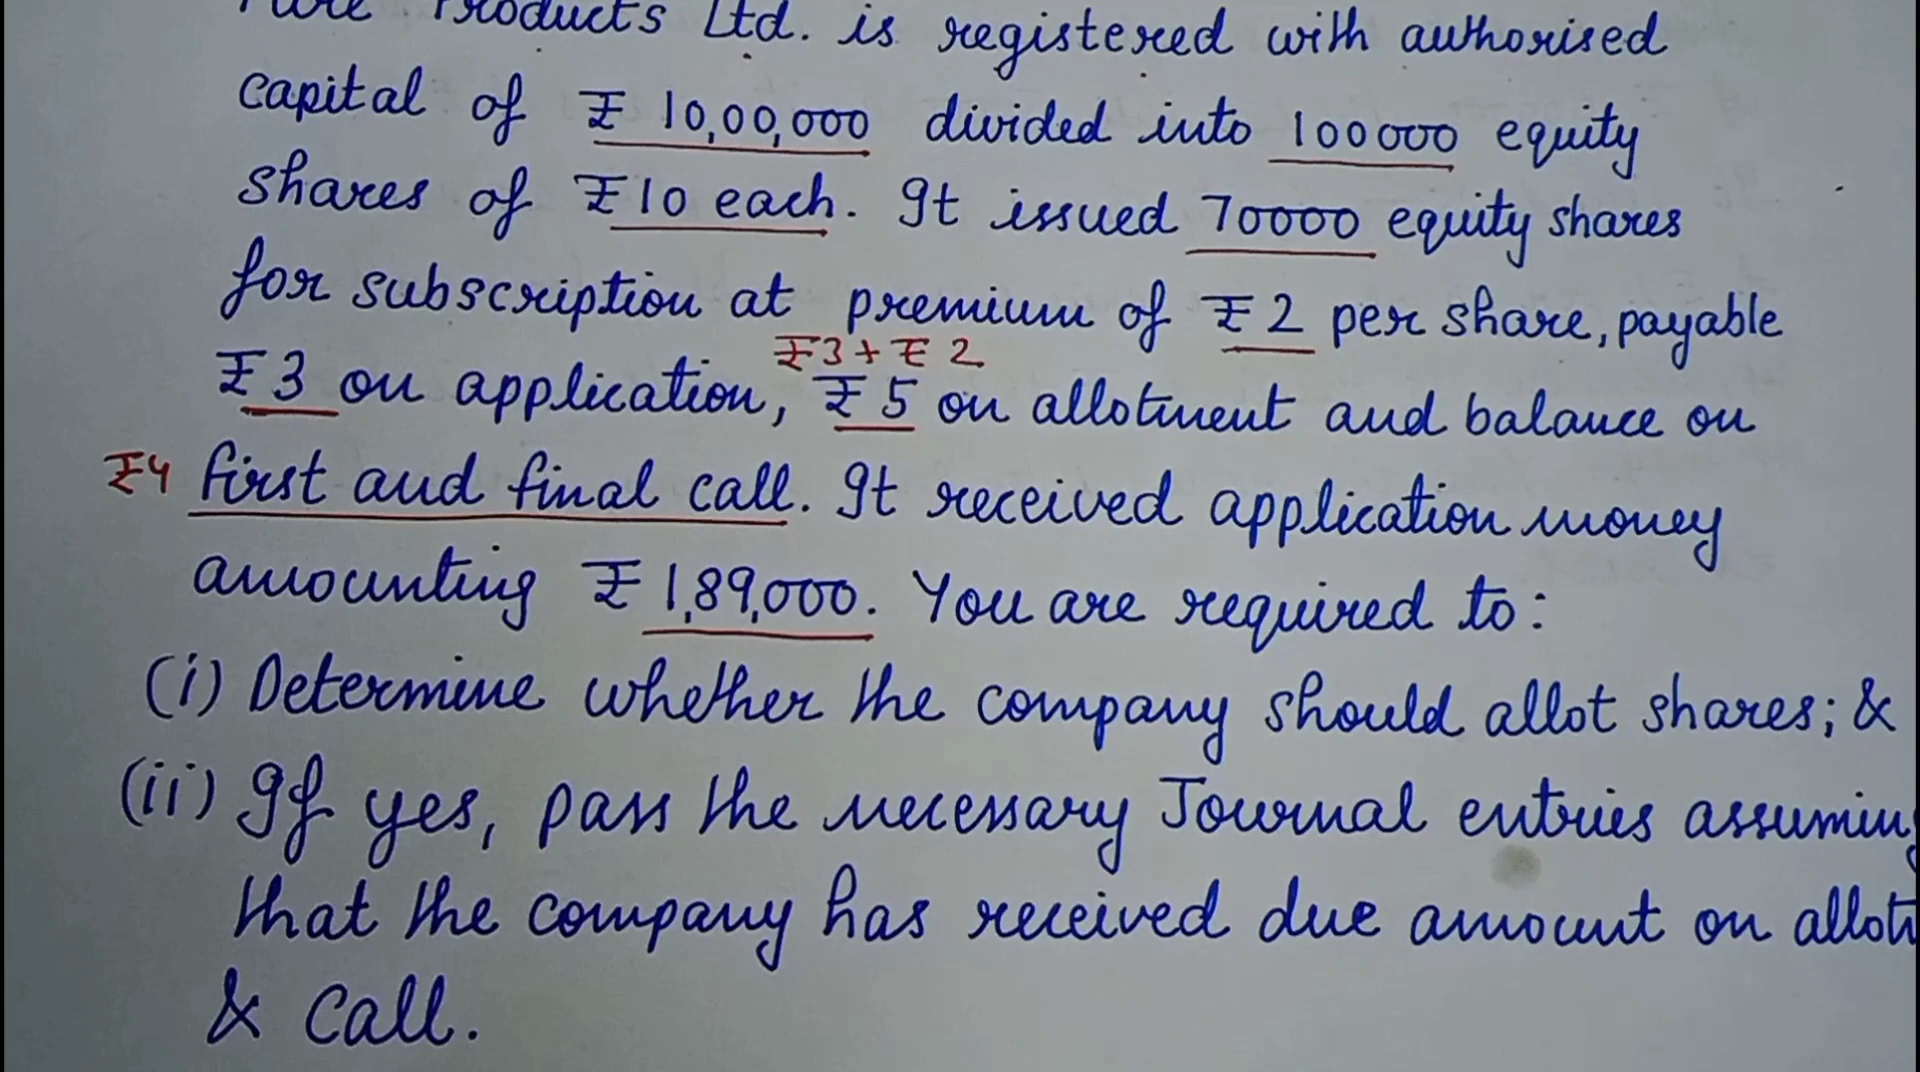 Products Ltd. is registered with authorised
capital of ₹ 10,00,000 divided into 100000 equity
shares of ₹10 each. It issued 70000 equity shares
for subscription at premium of ₹2 per share, payable
₹3 + ₹ 2
₹3 on application, ₹5 on allotment and balance on
₹4 first and final call. It received application money
amounting ₹ 1,89,000. You are required to:
(i) Determine whether the company should allot shares; &
(ii) If yes, pass the necessary Journal entries assuming
that the company has received due amount on allot
& Call.